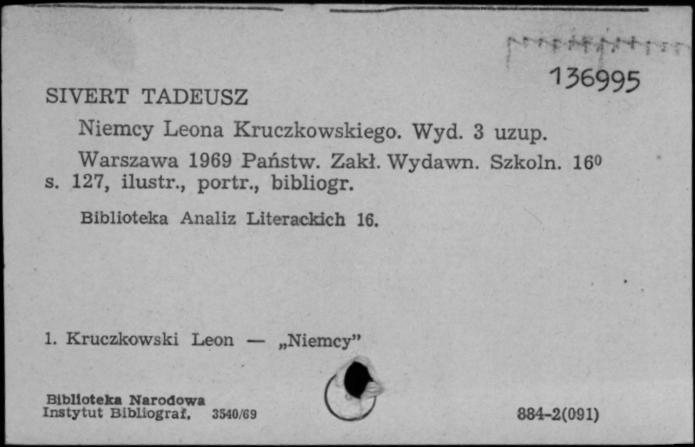 136995
SIVERT TADEUSZ
Niemcy Leona Kruczkowskiego. Wyd. 3 uzup.
Warszawa 1969 Państw. Zakł. Wydawn. Szkoln. 16⁰
s. 127, ilustr., portr., bibliogr.
Biblioteka Analiz Literackich 16.
1. Kruczkowski Leon — „Niemcy”
Biblioteka Narodowa
Instytut Bibliograf. 3540/69
884-2(091)